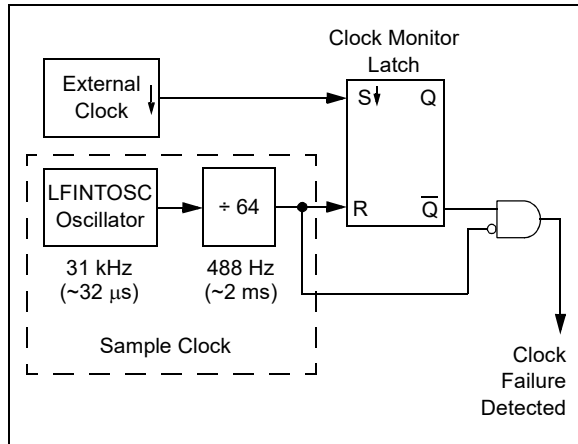 Clock Monitor
Latch
External
Clock
S
Q
LFINTOSC
Oscillator
÷ 64
R
Q̅
31 kHz
(~32 μs)
488 Hz
(~2 ms)
Sample Clock
Clock
Failure
Detected